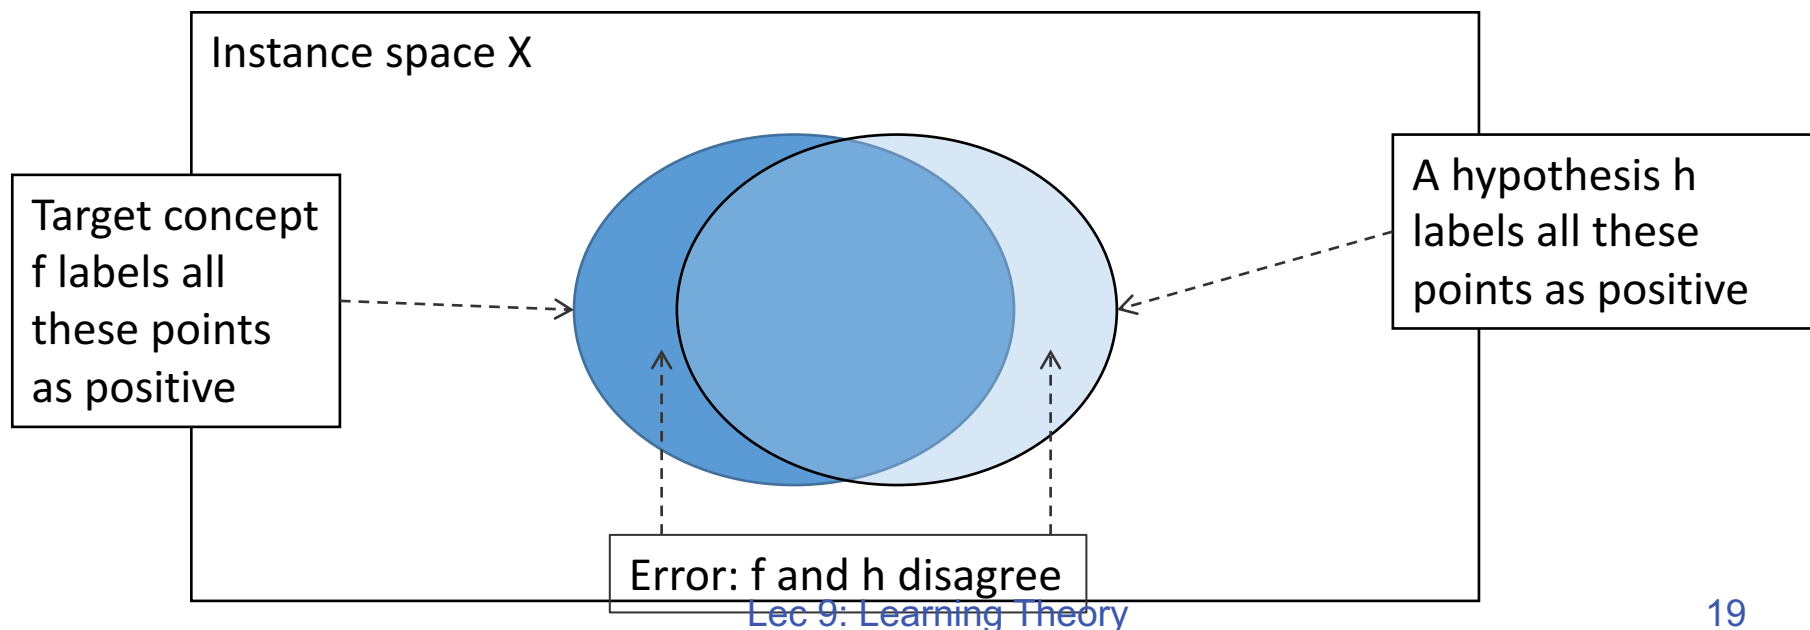 Instance space X
Target concept
f labels all
these points
as positive
A hypothesis h
labels all these
points as positive
Error: f and h disagree
Lec 9: Learning Theory
19